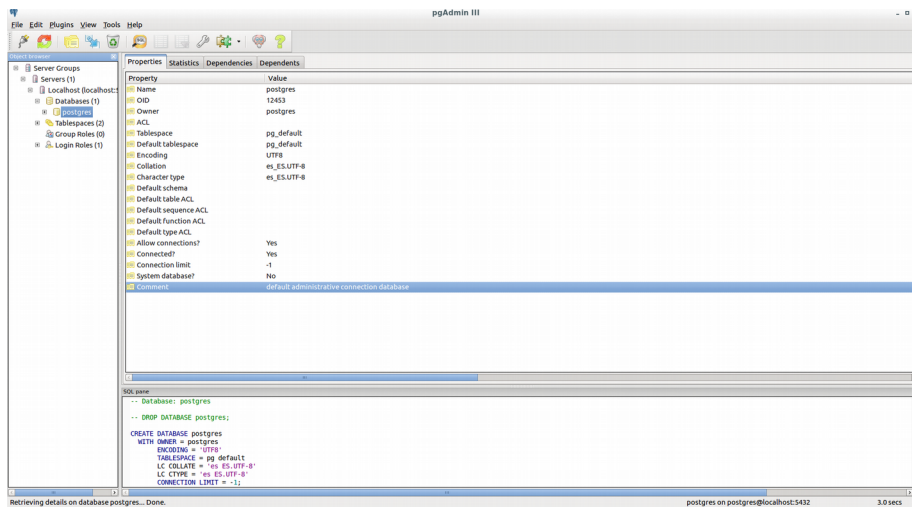 pgAdmin III
File Edit Plugins View Tools Help
Object browser
Server Groups
Servers (1)
Localhost (localhost:5
Databases (1)
postgres
Tablespaces (2)
Group Roles (0)
Login Roles (1)
Properties Statistics Dependencies Dependents
Property Value
Name postgres
OID 12453
Owner postgres
ACL
Tablespace pg_default
Default tablespace pg_default
Encoding UTF8
Collation es_ES.UTF-8
Character type es_ES.UTF-8
Default schema
Default table ACL
Default sequence ACL
Default function ACL
Default type ACL
Allow connections? Yes
Connected? Yes
Connection limit -1
System database? No
Comment default administrative connection database
SQL pane
-- Database: postgres
-- DROP DATABASE postgres;
CREATE DATABASE postgres
WITH OWNER = postgres
ENCODING = 'UTF8'
TABLESPACE = pg_default
LC_COLLATE = 'es_ES.UTF-8'
LC_CTYPE = 'es_ES.UTF-8'
CONNECTION LIMIT = -1;
Retrieving details on database postgres... Done. postgres on postgres@localhost:5432 3.0 secs